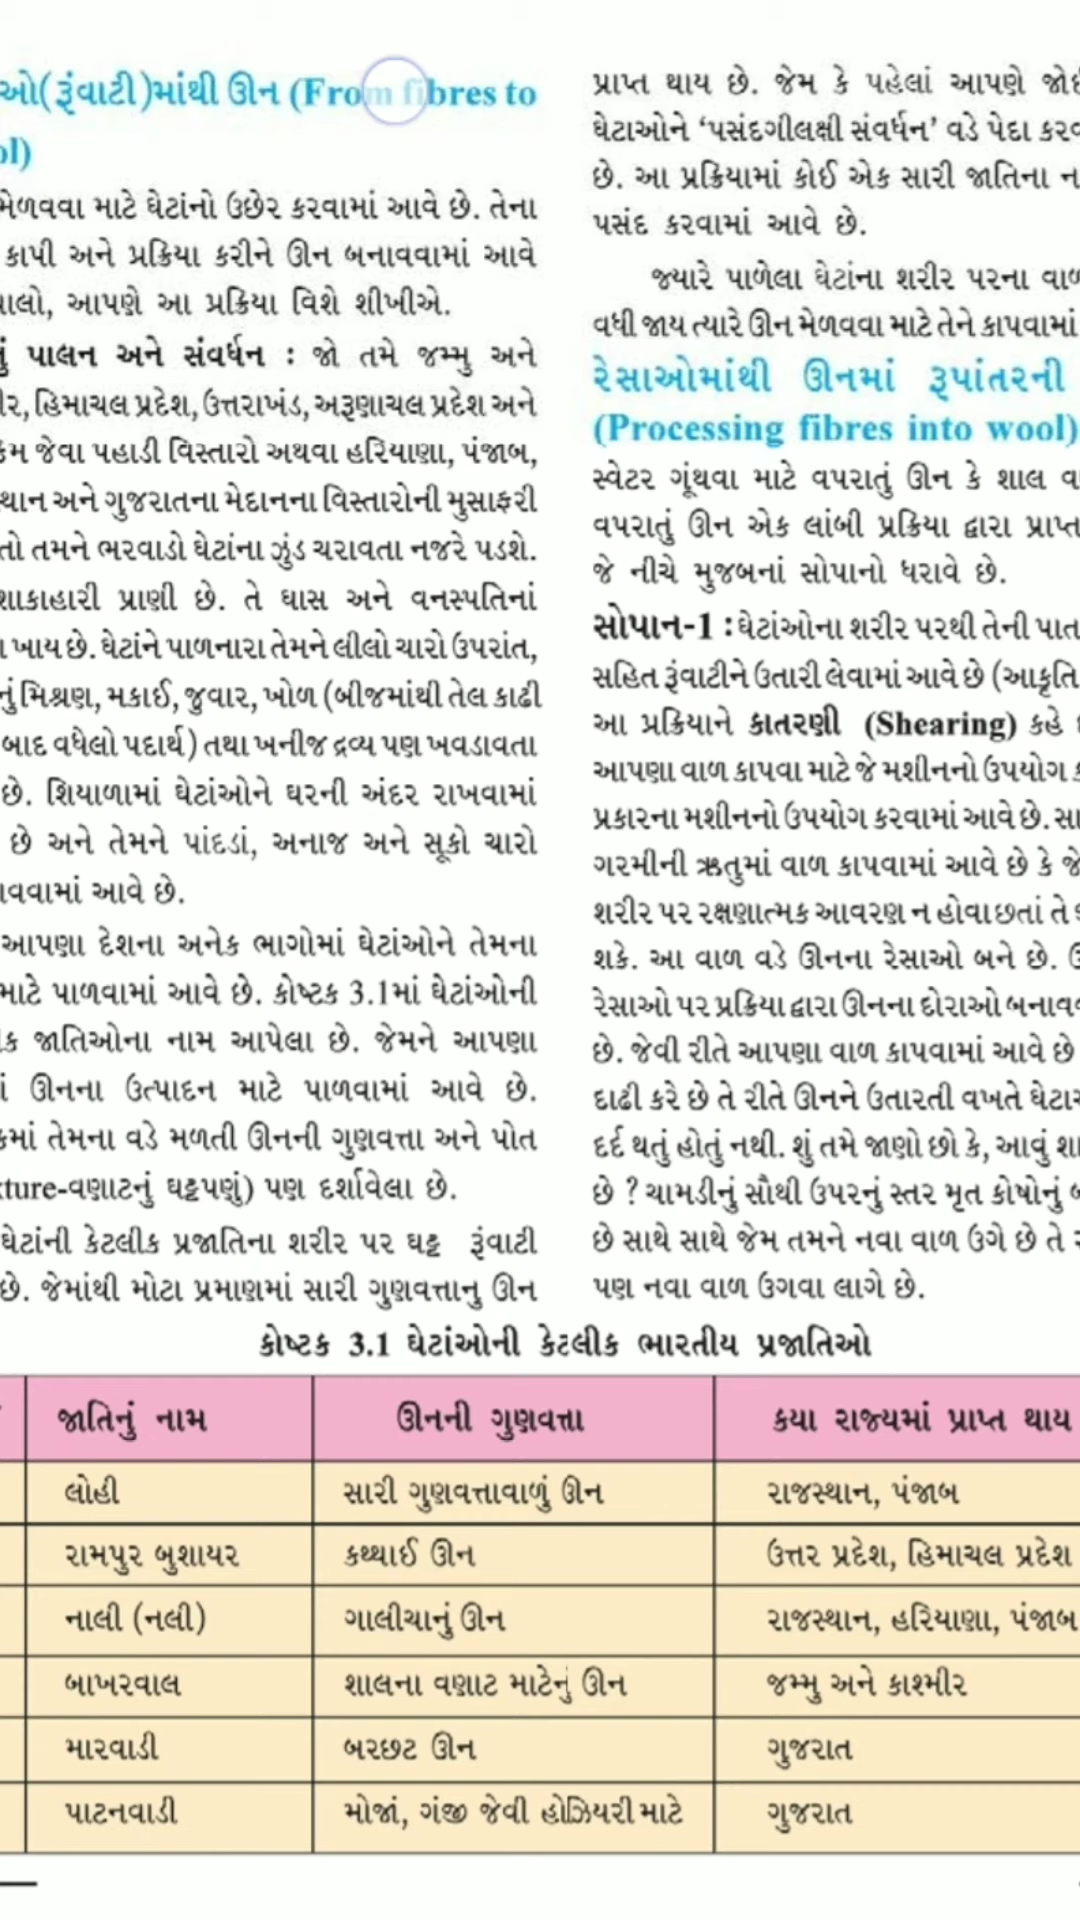 ઓ(રૂંવાટી)માંથી ઊન (From fibres to
ol)
મેળવવા માટે ઘેટાંનો ઉછેર કરવામાં આવે છે. તેના
કાપી અને પ્રક્રિયા કરીને ઊન બનાવવામાં આવે
આપણે આ પ્રક્રિયા વિશે શીખીએ.
પાલન અને સંવર્ધન : જો તમે જમ્મુ અને
હિમાચલ પ્રદેશ, ઉત્તરાખંડ, અરૂણાચલ પ્રદેશ અને
જેવા પહાડી વિસ્તારો અથવા હરિયાણા, પંજાબ,
અને ગુજરાતના મેદાનના વિસ્તારોની મુસાફરી
તો તમને ભરવાડો ઘેટાંના ઝુંડ ચરાવતા નજરે પડશે.
શાકાહારી પ્રાણી છે. તે ઘાસ અને વનસ્પતિનાં
ખાય છે. ઘેટાંને પાળનારા તેમને લીલો ચારો ઉપરાંત,
મિશ્રણ, મકાઈ, જુવાર, ખોળ (બીજમાંથી તેલ કાઢી
બાદ વધેલો પદાર્થ) તથા ખનીજ દ્રવ્ય પણ ખવડાવતા
છે. શિયાળામાં ઘેટાંઓને ઘરની અંદર રાખવામાં
છે અને તેમને પાંદડાં, અનાજ અને સૂકો ચારો
વવામાં આવે છે.
આપણા દેશના અનેક ભાગોમાં ઘેટાંઓને તેમના
માટે પાળવામાં આવે છે. કોષ્ટક 3.1માં ઘેટાંઓની
ક જાતિઓના નામ આપેલા છે. જેમને આપણા
ઊનના ઉત્પાદન માટે પાળવામાં આવે છે.
કમાં તેમના વડે મળતી ઊનની ગુણવત્તા અને પોત
ture-વણાટનું ઘટ્ટપણું) પણ દર્શાવેલા છે.
ઘેટાંની કેટલીક પ્રજાતિના શરીર પર ઘટ્ટ રૂંવાટી
છે. જેમાંથી મોટા પ્રમાણમાં સારી ગુણવત્તાનુ ઊન
પ્રાપ્ત થાય છે. જેમ કે પહેલાં આપણે જોઈ
ઘેટાઓને ‘પસંદગીલક્ષી સંવર્ધન’ વડે પેદા કરવ
છે. આ પ્રક્રિયામાં કોઈ એક સારી જાતિના ન
પસંદ કરવામાં આવે છે.
જ્યારે પાળેલા ઘેટાંના શરીર પરના વાળ
વધી જાય ત્યારે ઊન મેળવવા માટે તેને કાપવામાં
રેસાઓમાંથી ઊનમાં રૂપાંતરની
(Processing fibres into wool)
સ્વેટર ગૂંથવા માટે વપરાતું ઊન કે શાલ વ
વપરાતું ઊન એક લાંબી પ્રક્રિયા દ્વારા પ્રાપ્ત
જે નીચે મુજબનાં સોપાનો ધરાવે છે.
સોપાન-1 : ઘેટાંઓના શરીર પરથી તેની પાત
સહિત રૂંવાટીને ઉતારી લેવામાં આવે છે (આકૃતિ
આ પ્રક્રિયાને કાતરણી (Shearing) કહે છ
આપણા વાળ કાપવા માટે જે મશીનનો ઉપયોગ ક
પ્રકારના મશીનનો ઉપયોગ કરવામાં આવે છે. સા
ગરમીની ઋતુમાં વાળ કાપવામાં આવે છે કે જે
શરીર પર રક્ષણાત્મક આવરણ ન હોવા છતાં તે
શકે. આ વાળ વડે ઊનના રેસાઓ બને છે.
રેસાઓ પર પ્રક્રિયા દ્વારા ઊનના દોરાઓ બનાવવ
છે. જેવી રીતે આપણા વાળ કાપવામાં આવે છે
દાઢી કરે છે તે રીતે ઊનને ઉતારતી વખતે ઘેટા
દર્દ થતું હોતું નથી. શું તમે જાણો છો કે, આવું શા
છે ? ચામડીનું સૌથી ઉપરનું સ્તર મૃત કોષોનું બ
છે સાથે સાથે જેમ તમને નવા વાળ ઉગે છે તે
પણ નવા વાળ ઉગવા લાગે છે.
કોષ્ટક 3.1 ઘેટાંઓની કેટલીક ભારતીય પ્રજાતિઓ
જાતિનું નામ ઊનની ગુણવત્તા કયા રાજ્યમાં પ્રાપ્ત થાય
લોહી સારી ગુણવત્તાવાળું ઊન રાજસ્થાન, પંજાબ
રામપુર બુશાયર કથ્થાઈ ઊન ઉત્તર પ્રદેશ, હિમાચલ પ્રદેશ
નાલી (નલી) ગાલીચાનું ઊન રાજસ્થાન, હરિયાણા, પંજાબ
બાખરવાલ શાલના વણાટ માટેનું ઊન જમ્મુ અને કાશ્મીર
મારવાડી બરછટ ઊન ગુજરાત
પાટનવાડી મોજાં, ગંજી જેવી હોઝિયરી માટે ગુજરાત